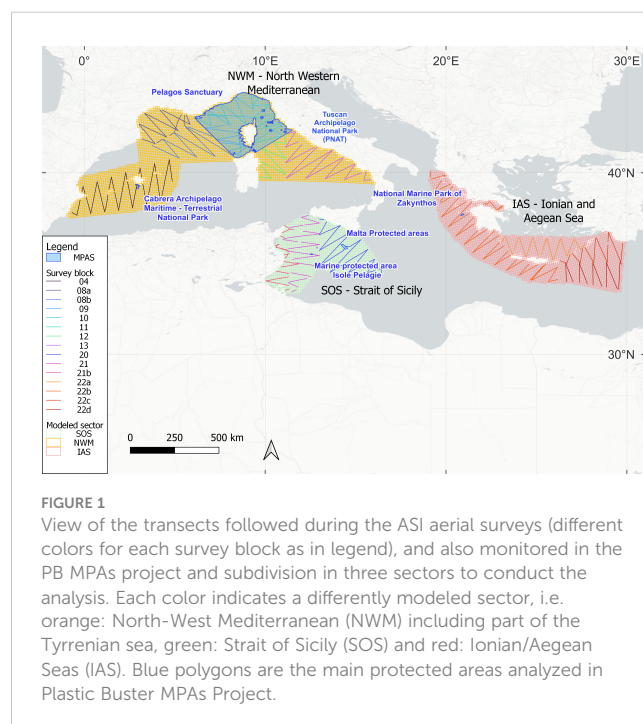 0°
10°E
20°E
30°E
NWM - North Western
Mediterranean
Pelagos Sanctuary
Tuscan
Archipelago
National Park
(PNAT)
40°N
National Marine Park of
Zakynthos
IAS - Ionian and
Aegean Sea
Cabrera Archipelago
Maritime - Terrestrial
National Park
Malta Protected areas
Marine protected area
Isole Pelagie
SOS - Strait of Sicily
30°N
Legend
MPAS
Survey block
04
08a
08b
09
10
11
12
13
20
21
21b
22a
22b
22c
22d
Modeled sector
SOS
NWM
IAS
0 250 500 km
FIGURE 1
View of the transects followed during the ASI aerial surveys (different
colors for each survey block as in legend), and also monitored in the
PB MPAs project and subdivision in three sectors to conduct the
analysis. Each color indicates a differently modeled sector, i.e.
orange: North-West Mediterranean (NWM) including part of the
Tyrrenian sea, green: Strait of Sicily (SOS) and red: Ionian/Aegean
Seas (IAS). Blue polygons are the main protected areas analyzed in
Plastic Buster MPAs Project.